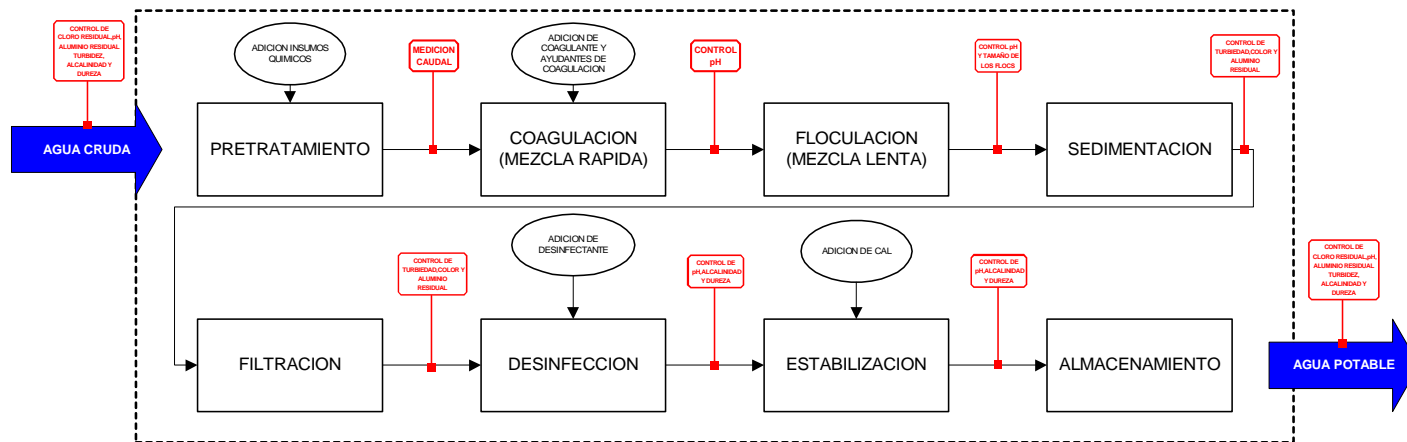 CONTROL DE
CLORO RESIDUAL,pH,
ALUMINIO RESIDUAL
TURBIDEZ,
ALCALINIDAD Y
DUREZA
ADICION INSUMOS
QUIMICOS
MEDICION
CAUDAL
ADICION DE
COAGULANTE Y
AYUDANTES DE
COAGULACION
CONTROL
pH
CONTROL pH
Y TAMAÑO DE
LOS FLOCS
CONTROL DE
TURBIEDAD,COLOR Y
ALUMINIO
RESIDUAL
AGUA CRUDA
PRETRATAMIENTO
COAGULACION
(MEZCLA RAPIDA)
FLOCULACION
(MEZCLA LENTA)
SEDIMENTACION
CONTROL DE
TURBIEDAD,COLOR Y
ALUMINIO
RESIDUAL
ADICION DE
DESINFECTANTE
CONTROL DE
pH,ALCALINIDAD
Y DUREZA
ADICION DE CAL
CONTROL DE
pH,ALCALINIDAD
Y DUREZA
CONTROL DE
CLORO RESIDUAL,pH,
ALUMINIO RESIDUAL
TURBIDEZ,
ALCALINIDAD Y
DUREZA
FILTRACION
DESINFECCION
ESTABILIZACION
ALMACENAMIENTO
AGUA POTABLE